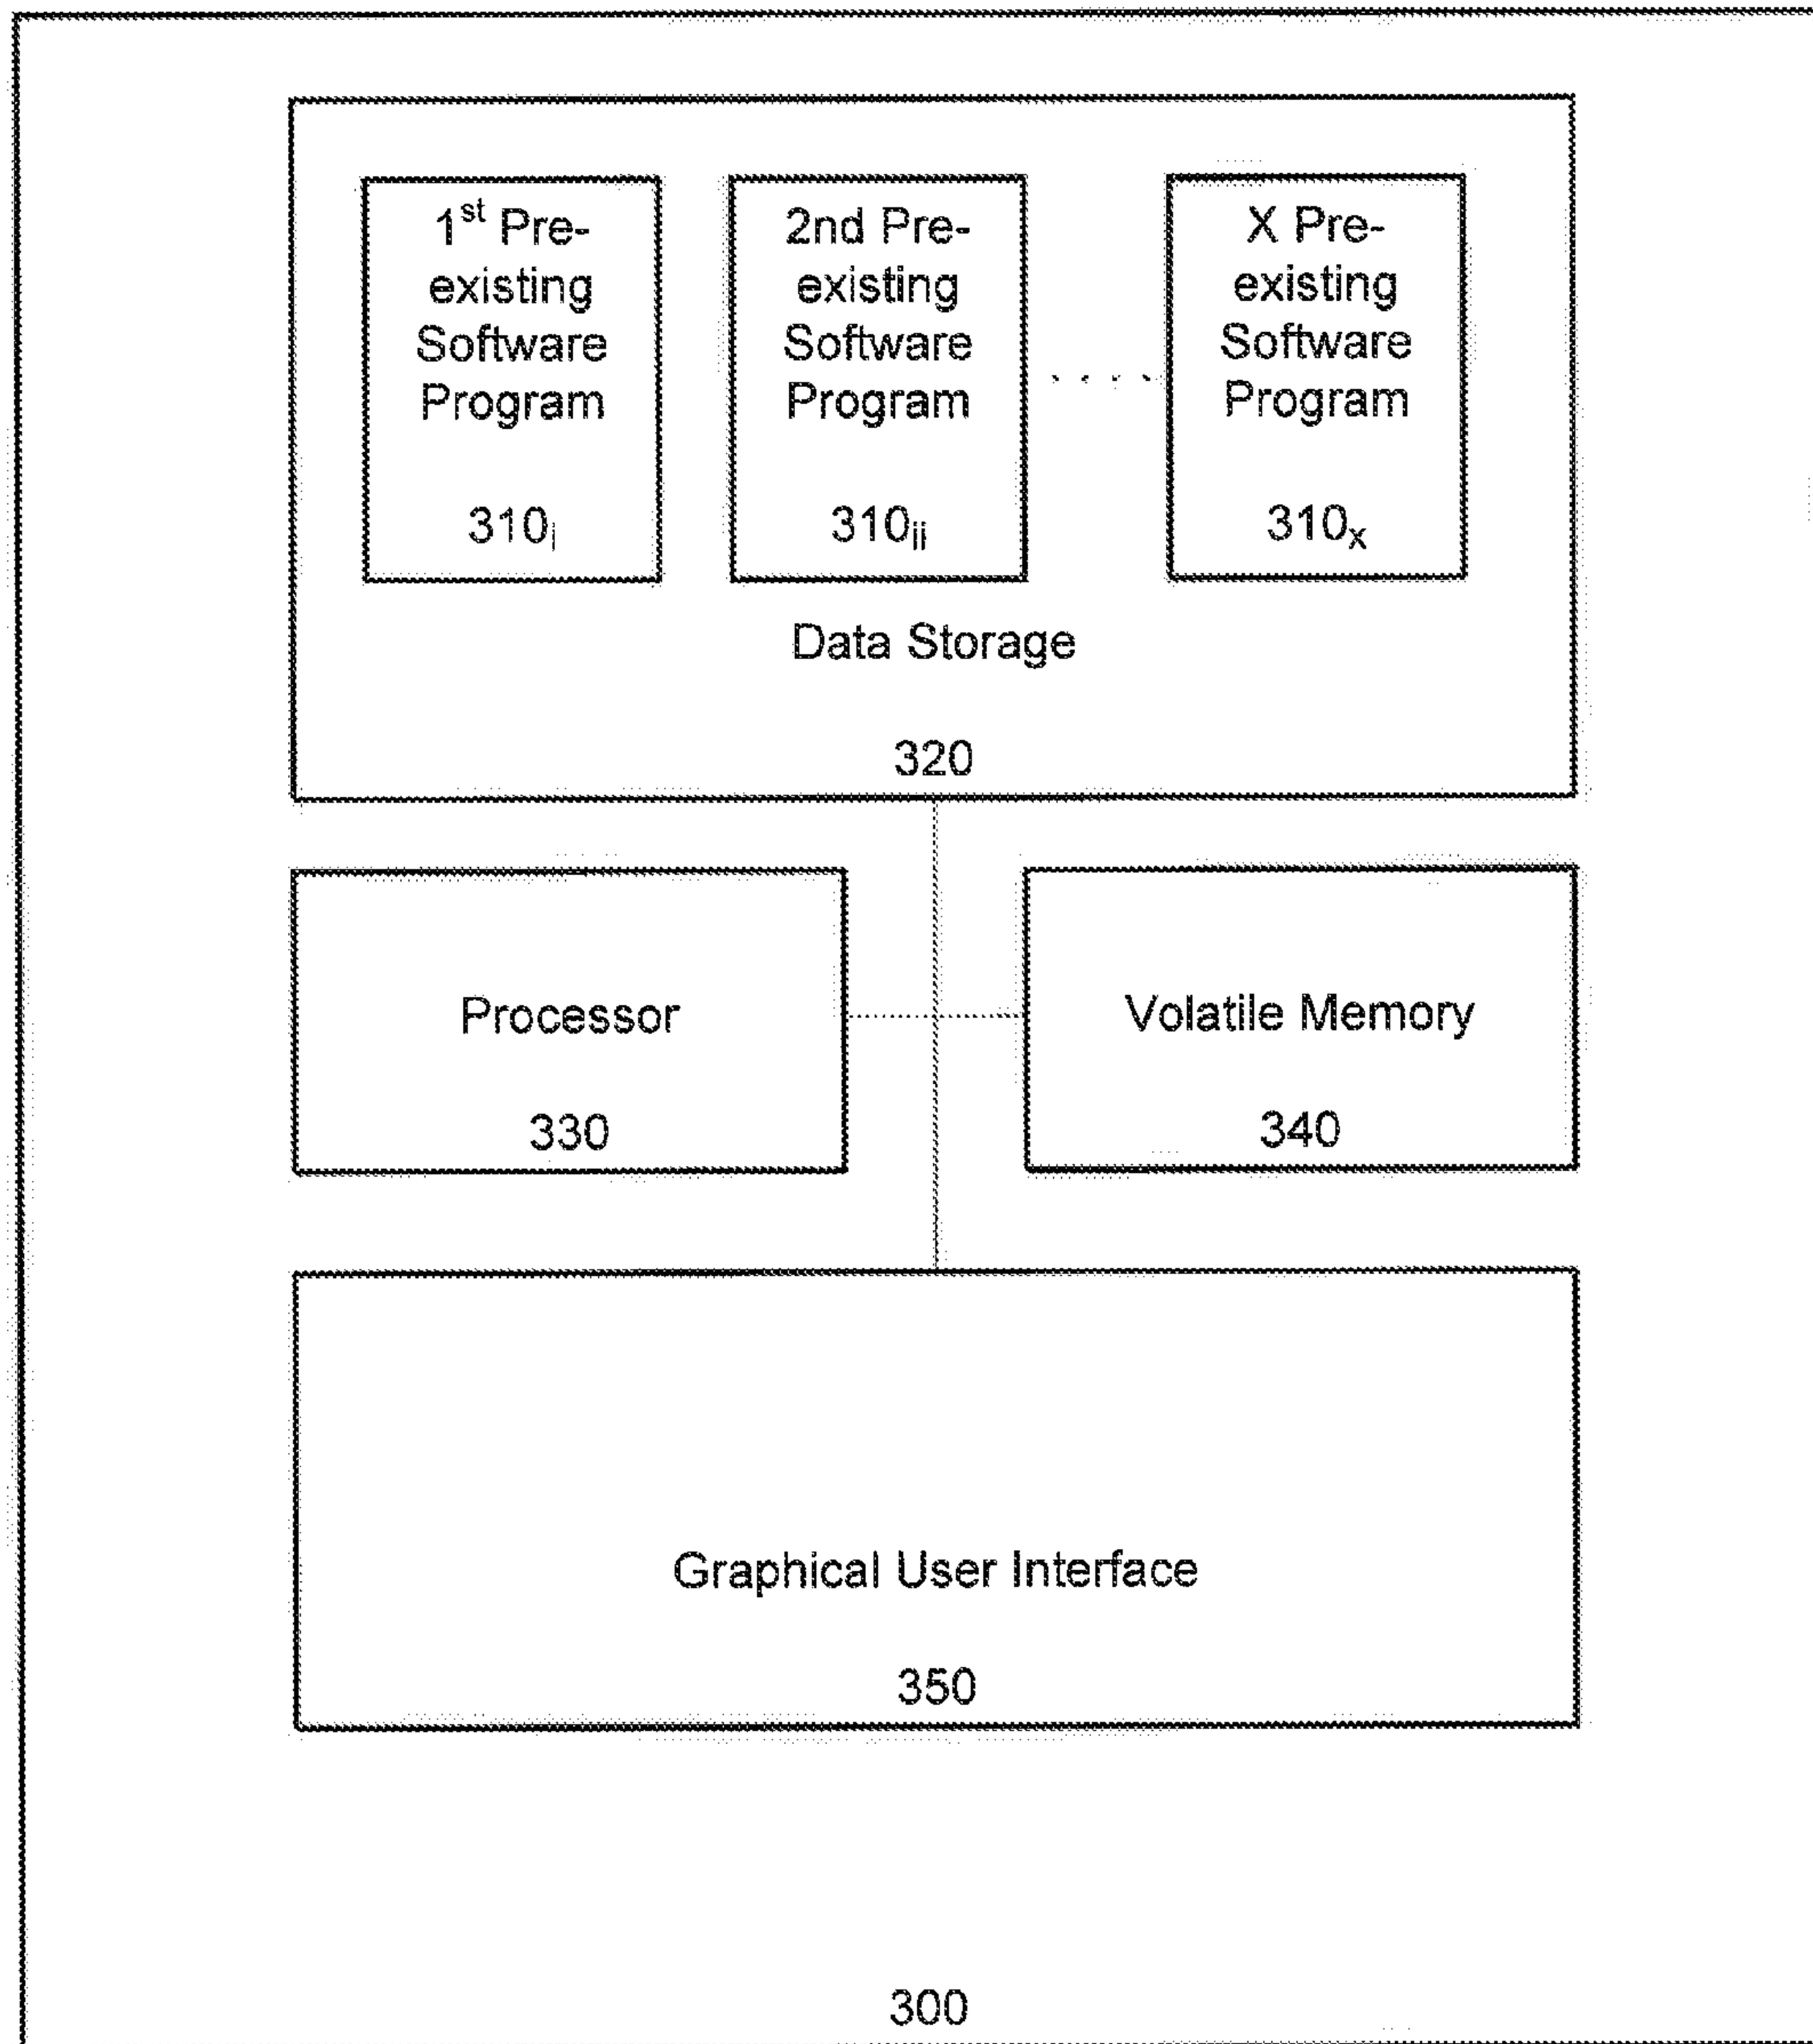 1st Pre-
existing
Software
Program
310i
2nd Pre-
existing
Software
Program
310ii
X Pre-
existing
Software
Program
310x
Data Storage
320
Processor
330
Volatile Memory
340
Graphical User Interface
350
300